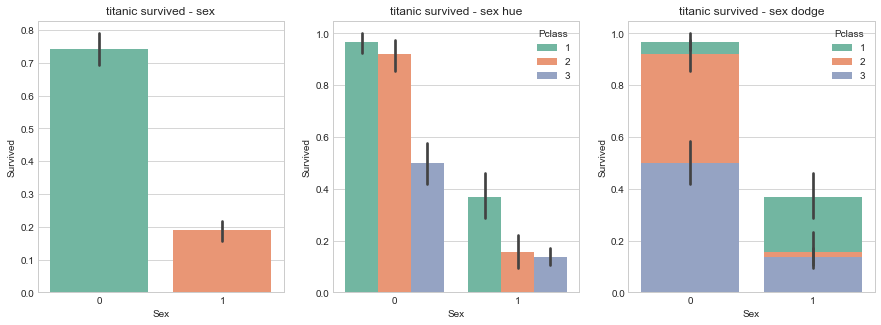 titanic survived - sex
Survived
0.8
0.7
0.6
0.5
0.4
0.3
0.2
0.1
0.0
0 1
Sex
titanic survived - sex hue
Pclass
1
2
3
Survived
1.0
0.8
0.6
0.4
0.2
0.0
0 1
Sex
titanic survived - sex dodge
Pclass
1
2
3
Survived
1.0
0.8
0.6
0.4
0.2
0.0
0 1
Sex